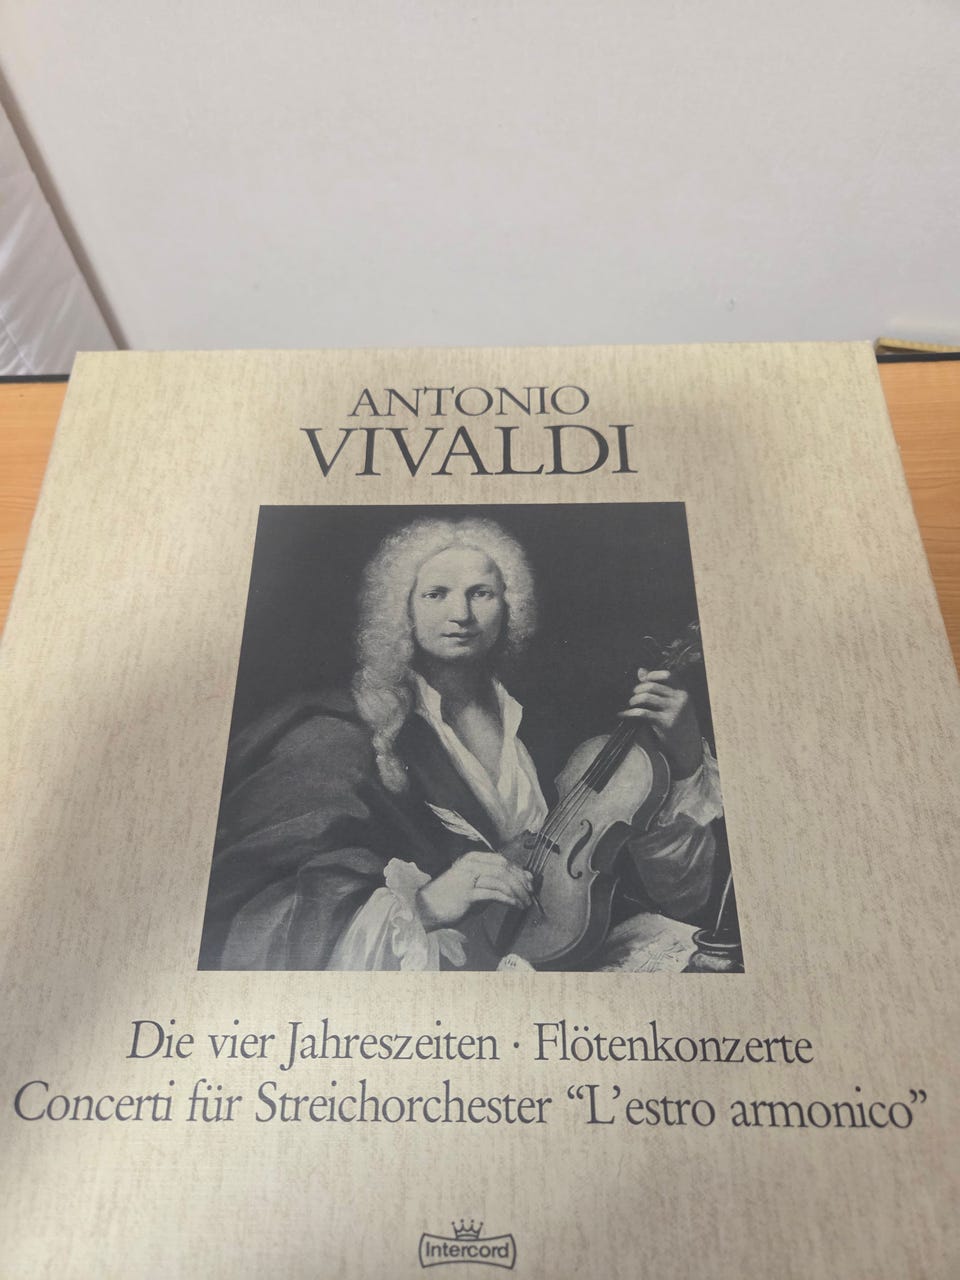 ANTONIO
VIVALDI
Die vier Jahreszeiten · Flötenkonzerte
Concerti für Streichorchester “L’estro armonico”
Intercord